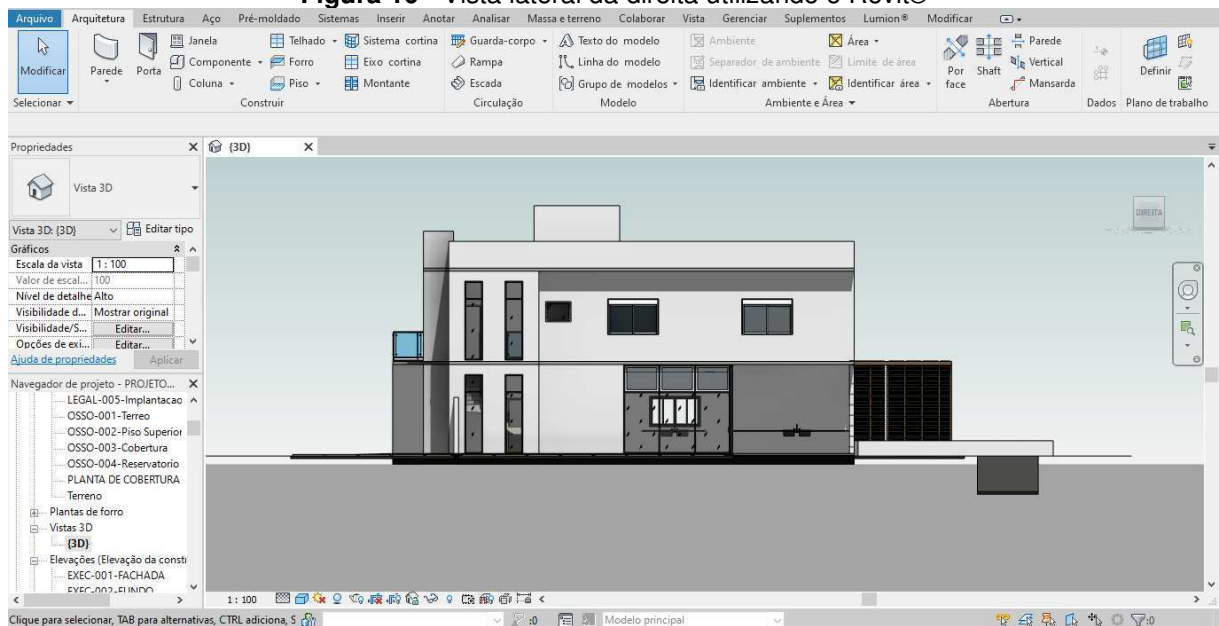 Figura 10 - Vista lateral da direita utilizando o Revit®
Arquivo Arquitetura Estrutura Aço Pré-moldado Sistemas Inserir Anotar Analisar Massa e terreno Colaborar Vista Gerenciar Suplementos Lumion® Modificar
Modificar
Parede
Porta
Janela
Componente
Coluna
Telhado
Forro
Piso
Sistema cortina
Eixo cortina
Montante
Guarda-corpo
Rampa
Escada
Texto do modelo
Linha do modelo
Grupo de modelos
Ambiente
Separador de ambiente
Identificar ambiente
Área
Limite de área
Identificar área
Por face
Shaft
Parede
Vertical
Mansarda
Definir
Selecionar Construir Circulação Modelo Ambiente e Área Abertura Dados Plano de trabalho
Propriedades
{3D}
Vista 3D
Vista 3D: {3D} Editar tipo
Gráficos
Escala da vista 1 : 100
Valor de escal... 100
Nível de detalhe Alto
Visibilidade d... Mostrar original
Visibilidade/S... Editar...
Opções de exi... Editar...
Ajuda de propriedades Aplicar
Navegador de projeto - PROJETO...
LEGAL-005-Implantacao
OSSO-001-Terreo
OSSO-002-Piso Superior
OSSO-003-Cobertura
OSSO-004-Reservatorio
PLANTA DE COBERTURA
Terreno
Plantas de forro
Vistas 3D
{3D}
Elevações (Elevação da constr
EXEC-001-FACHADA
EXEC-002-FUNDO
DIREITA
1 : 100
Clique para selecionar, TAB para alternativas, CTRL adiciona, S
:0
Modelo principal
:0